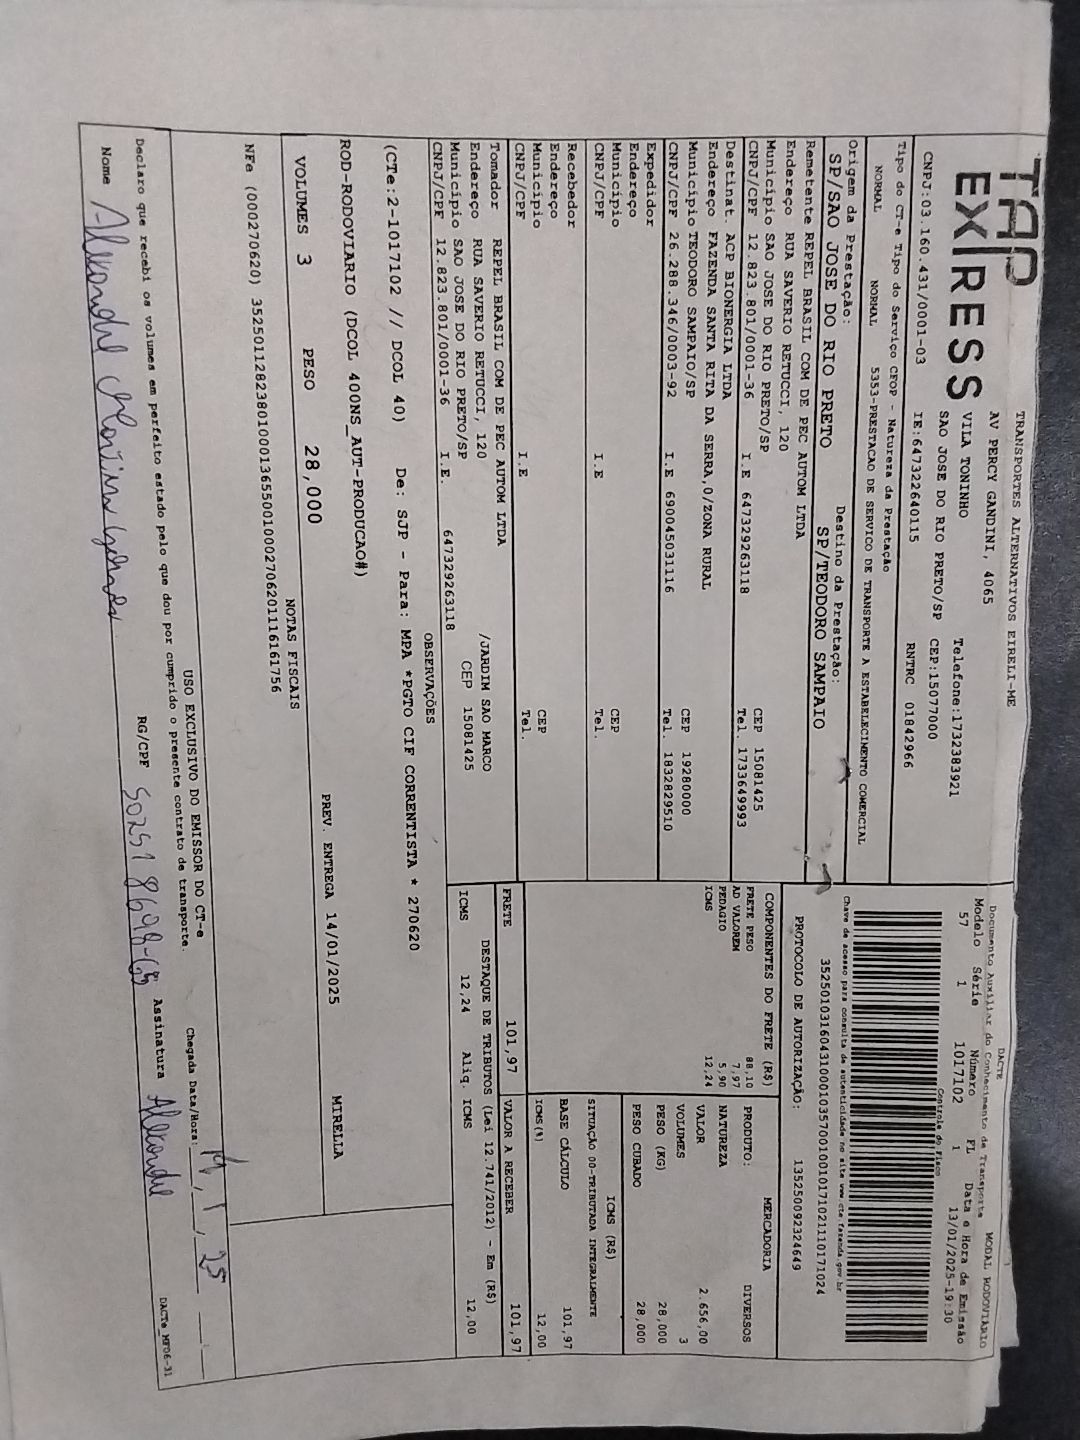 TAP
EXPRESS
TRANSPORTES ALTERNATIVOS EIRELI-ME
AV PERCY GANDINI, 4065
VILA TONINHO Telefone:1732383921
SAO JOSE DO RIO PRETO/SP CEP:15077000
CNPJ:03.160.431/0001-03 IE:647322640115 RNTRC 01842966
DACTE
Documento Auxiliar do Conhecimento de Transporte MODAL RODOVIÁRIO
Modelo Série Número FL Data e Hora de Emissão
57 1 1017102 1 13/01/2025-19:30
Controle do Fisco
Chave de acesso para consulta de autenticidade no site www.cte.fazenda.gov.br
35250103160431000103570010010171021110171024
PROTOCOLO DE AUTORIZAÇÃO: 135250092324649
Tipo do CT-e Tipo do Serviço CFOP - Natureza da Prestação
NORMAL NORMAL 5353-PRESTACAO DE SERVICO DE TRANSPORTE A ESTABELECIMENTO COMERCIAL
Origem da Prestação: Destino da Prestação:
SP/SAO JOSE DO RIO PRETO SP/TEODORO SAMPAIO
Remetente REPEL BRASIL COM DE PEC AUTOM LTDA
Endereço RUA SAVERIO RETUCCI, 120
Município SAO JOSE DO RIO PRETO/SP CEP 15081425
CNPJ/CPF 12.823.801/0001-36 I.E 647329263118 Tel. 1733649993
Destinat. ACP BIONERGIA LTDA
Endereço FAZENDA SANTA RITA DA SERRA,0/ZONA RURAL
Município TEODORO SAMPAIO/SP CEP 19280000
CNPJ/CPF 26.288.346/0003-92 I.E 690045031116 Tel. 1832829510
Expedidor
Endereço
Município CEP
CNPJ/CPF I.E Tel.
Recebedor
Endereço
Município CEP
CNPJ/CPF I.E Tel.
Tomador REPEL BRASIL COM DE PEC AUTOM LTDA
Endereço RUA SAVERIO RETUCCI, 120 /JARDIM SAO MARCO
Município SAO JOSE DO RIO PRETO/SP CEP 15081425
CNPJ/CPF 12.823.801/0001-36 I.E. 647329263118
COMPONENTES DO FRETE (R$)
FRETE PESO 88,10
AD VALOREM 7,97
PEDAGIO 5,90
ICMS 12,24
MERCADORIA
PRODUTO: DIVERSOS
NATUREZA
VALOR 2.656,00
VOLUMES 3
PESO (KG) 28,000
PESO CUBADO 28,000
ICMS (R$)
SITUAÇÃO 00-TRIBUTADA INTEGRALMENTE
BASE CÁLCULO 101,97
ICMS(%) 12,00
FRETE 101,97 VALOR A RECEBER 101,97
DESTAQUE DE TRIBUTOS (Lei 12.741/2012) - Em (R$)
ICMS 12,24 Aliq. ICMS 12,00
OBSERVAÇÕES
(CTe:2-1017102 // DCOL 40) De: SJP - Para: MPA *PGTO CIF CORRENTISTA * 270620
ROD-RODOVIARIO (DCOL 400NS_AUT-PRODUCAO#)
PREV. ENTREGA 14/01/2025 MIRELLA
VOLUMES 3 PESO 28,000
NOTAS FISCAIS
NFe (000270620) 35250112823801000136550010002706201116161756
USO EXCLUSIVO DO EMISSOR DO CT-e
Declaro que recebi os volumes em perfeito estado pelo que dou por cumprido o presente contrato de transporte.
Chegada Data/Hora:
Nome RG/CPF Assinatura
DACTe MF06-31